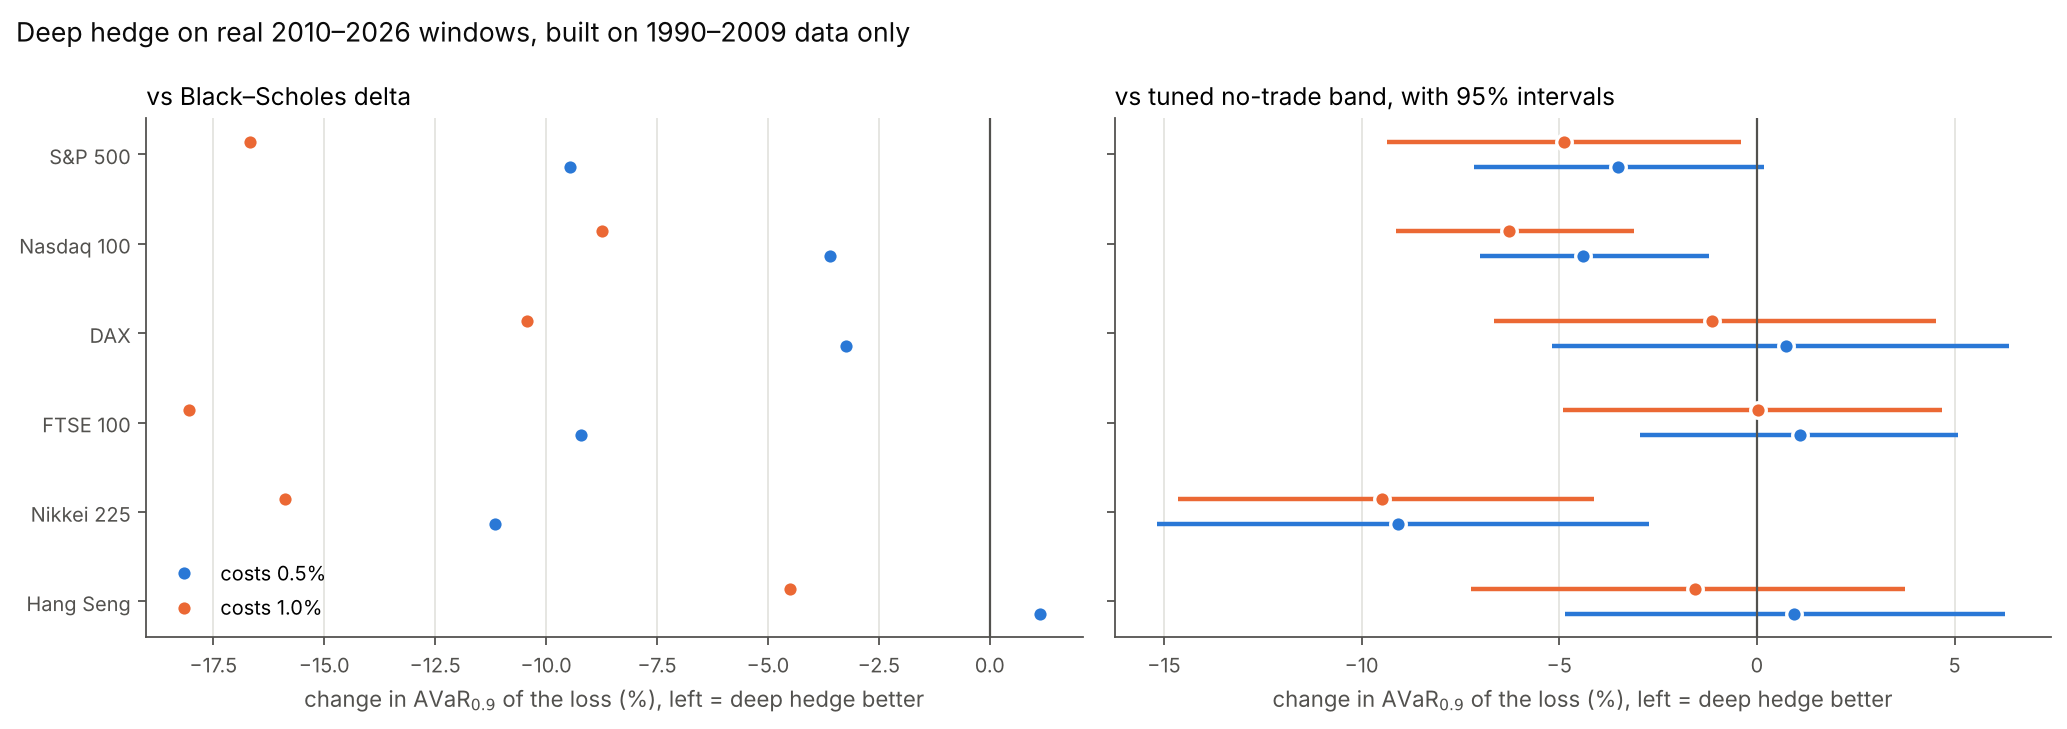 Deep hedge on real 2010–2026 windows, built on 1990–2009 data only
vs Black–Scholes delta
S&P 500
Nasdaq 100
DAX
FTSE 100
Nikkei 225
Hang Seng
costs 0.5%
costs 1.0%
−17.5 −15.0 −12.5 −10.0 −7.5 −5.0 −2.5 0.0
change in AVaR0.9 of the loss (%), left = deep hedge better
vs tuned no-trade band, with 95% intervals
−15 −10 −5 0 5
change in AVaR0.9 of the loss (%), left = deep hedge better